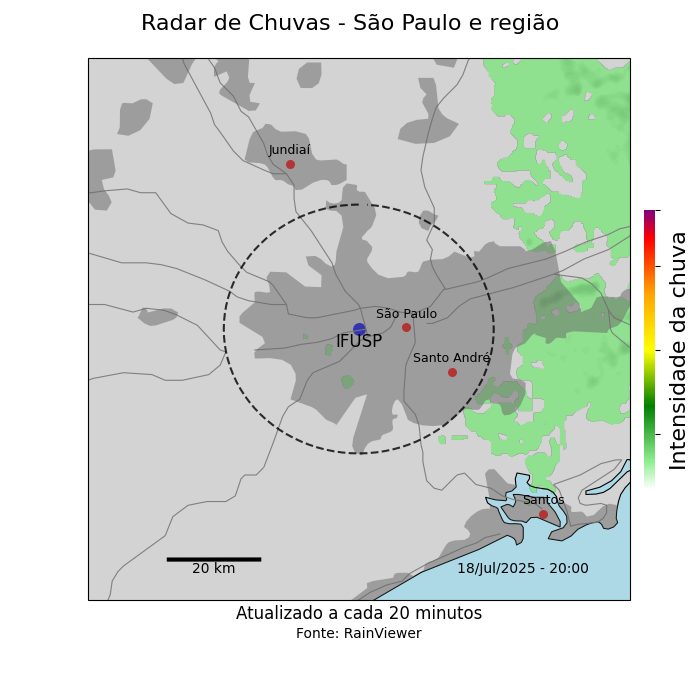 Radar de Chuvas - São Paulo e região
Jundiaí
São Paulo
IFUSP
Santo André
Santos
20 km
18/Jul/2025 - 20:00
Intensidade da chuva
Atualizado a cada 20 minutos
Fonte: RainViewer